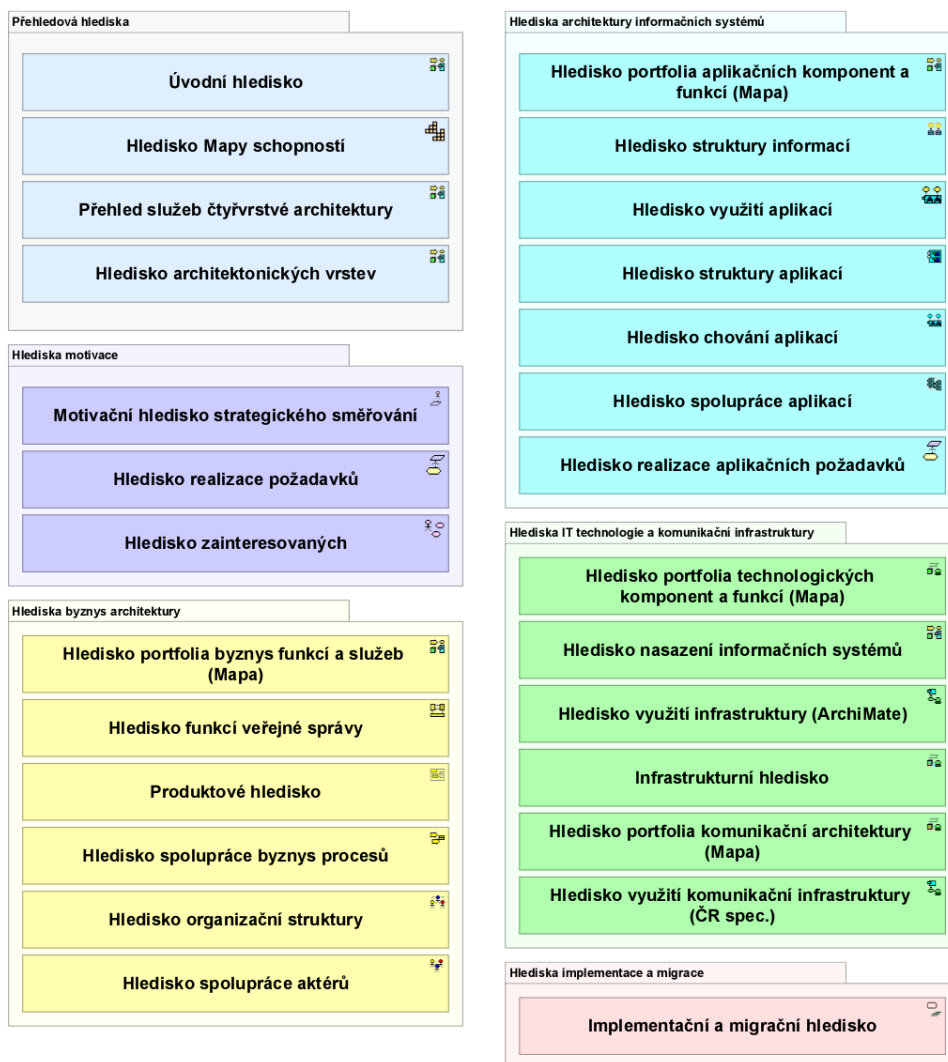 Přehledová hlediska
Úvodní hledisko
Hledisko Mapy schopností
Přehled služeb čtyřvrstvé architektury
Hledisko architektonických vrstev
Hlediska motivace
Motivační hledisko strategického směřování
Hledisko realizace požadavků
Hledisko zainteresovaných
Hlediska byznys architektury
Hledisko portfolia byznys funkcí a služeb
(Mapa)
Hledisko funkcí veřejné správy
Produktové hledisko
Hledisko spolupráce byznys procesů
Hledisko organizační struktury
Hledisko spolupráce aktérů
Hlediska architektury informačních systémů
Hledisko portfolia aplikačních komponent a
funkcí (Mapa)
Hledisko struktury informací
Hledisko využití aplikací
Hledisko struktury aplikací
Hledisko chování aplikací
Hledisko spolupráce aplikací
Hledisko realizace aplikačních požadavků
Hlediska IT technologie a komunikační infrastruktury
Hledisko portfolia technologických
komponent a funkcí (Mapa)
Hledisko nasazení informačních systémů
Hledisko využití infrastruktury (ArchiMate)
Infrastrukturní hledisko
Hledisko portfolia komunikační architektury
(Mapa)
Hledisko využití komunikační infrastruktury
(ČR spec.)
Hlediska implementace a migrace
Implementační a migrační hledisko